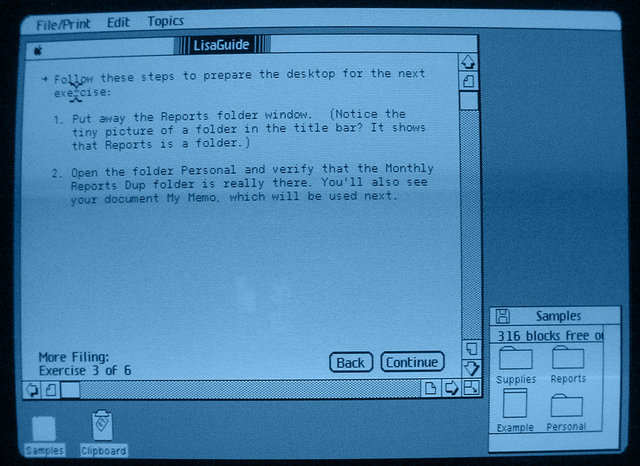 File/Print Edit Topics
LisaGuide
→ Follow these steps to prepare the desktop for the next
exercise:
1. Put away the Reports folder window. (Notice the
tiny picture of a folder in the title bar? It shows
that Reports is a folder.)
2. Open the folder Personal and verify that the Monthly
Reports Dup folder is really there. You'll also see
your document My Memo, which will be used next.
More Filing:
Exercise 3 of 6
Back Continue
Samples
316 blocks free o
Supplies Reports
Example Personal
Samples Clipboard